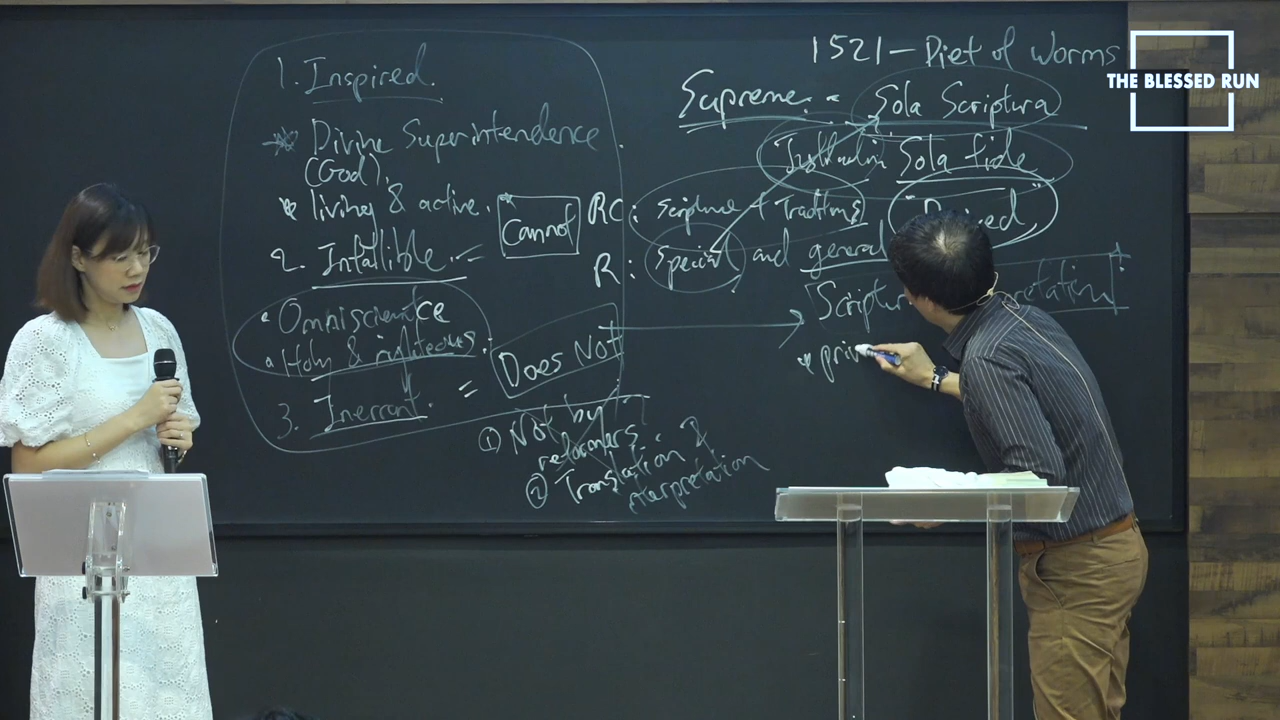 1. Inspired.
Divine Superintendence.
(God).
living & active.
2. Infallible. =
Cannot
• Omniscience
• Holy & righteous.
3. Inerrant. =
Does Not
① Not by
reformers. &
② Translation
interpretation
1521 - Diet of Worms
THE BLESSED RUN
Supreme. - Sola Scriptura
Sola fide
RC: Scripture + Traditions
R: Special and general
* priv